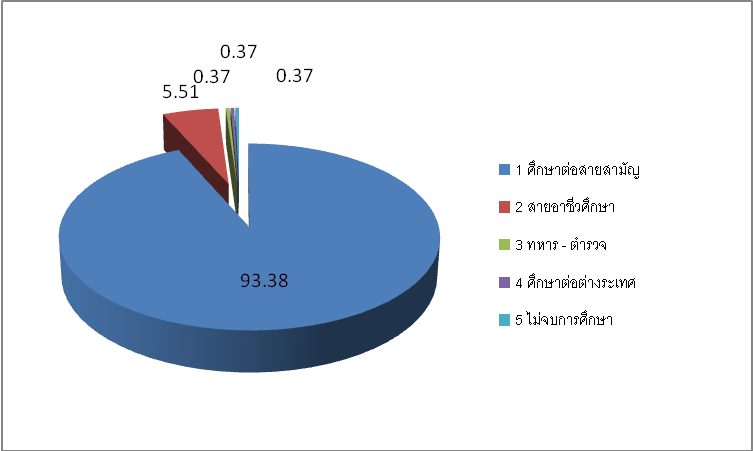 0.37
0.37
0.37
5.51
93.38
1 ศึกษาต่อสายสามัญ
2 สายอาชีวศึกษา
3 ทหาร - ตำรวจ
4 ศึกษาต่อต่างระเทศ
5 ไม่จบการศึกษา